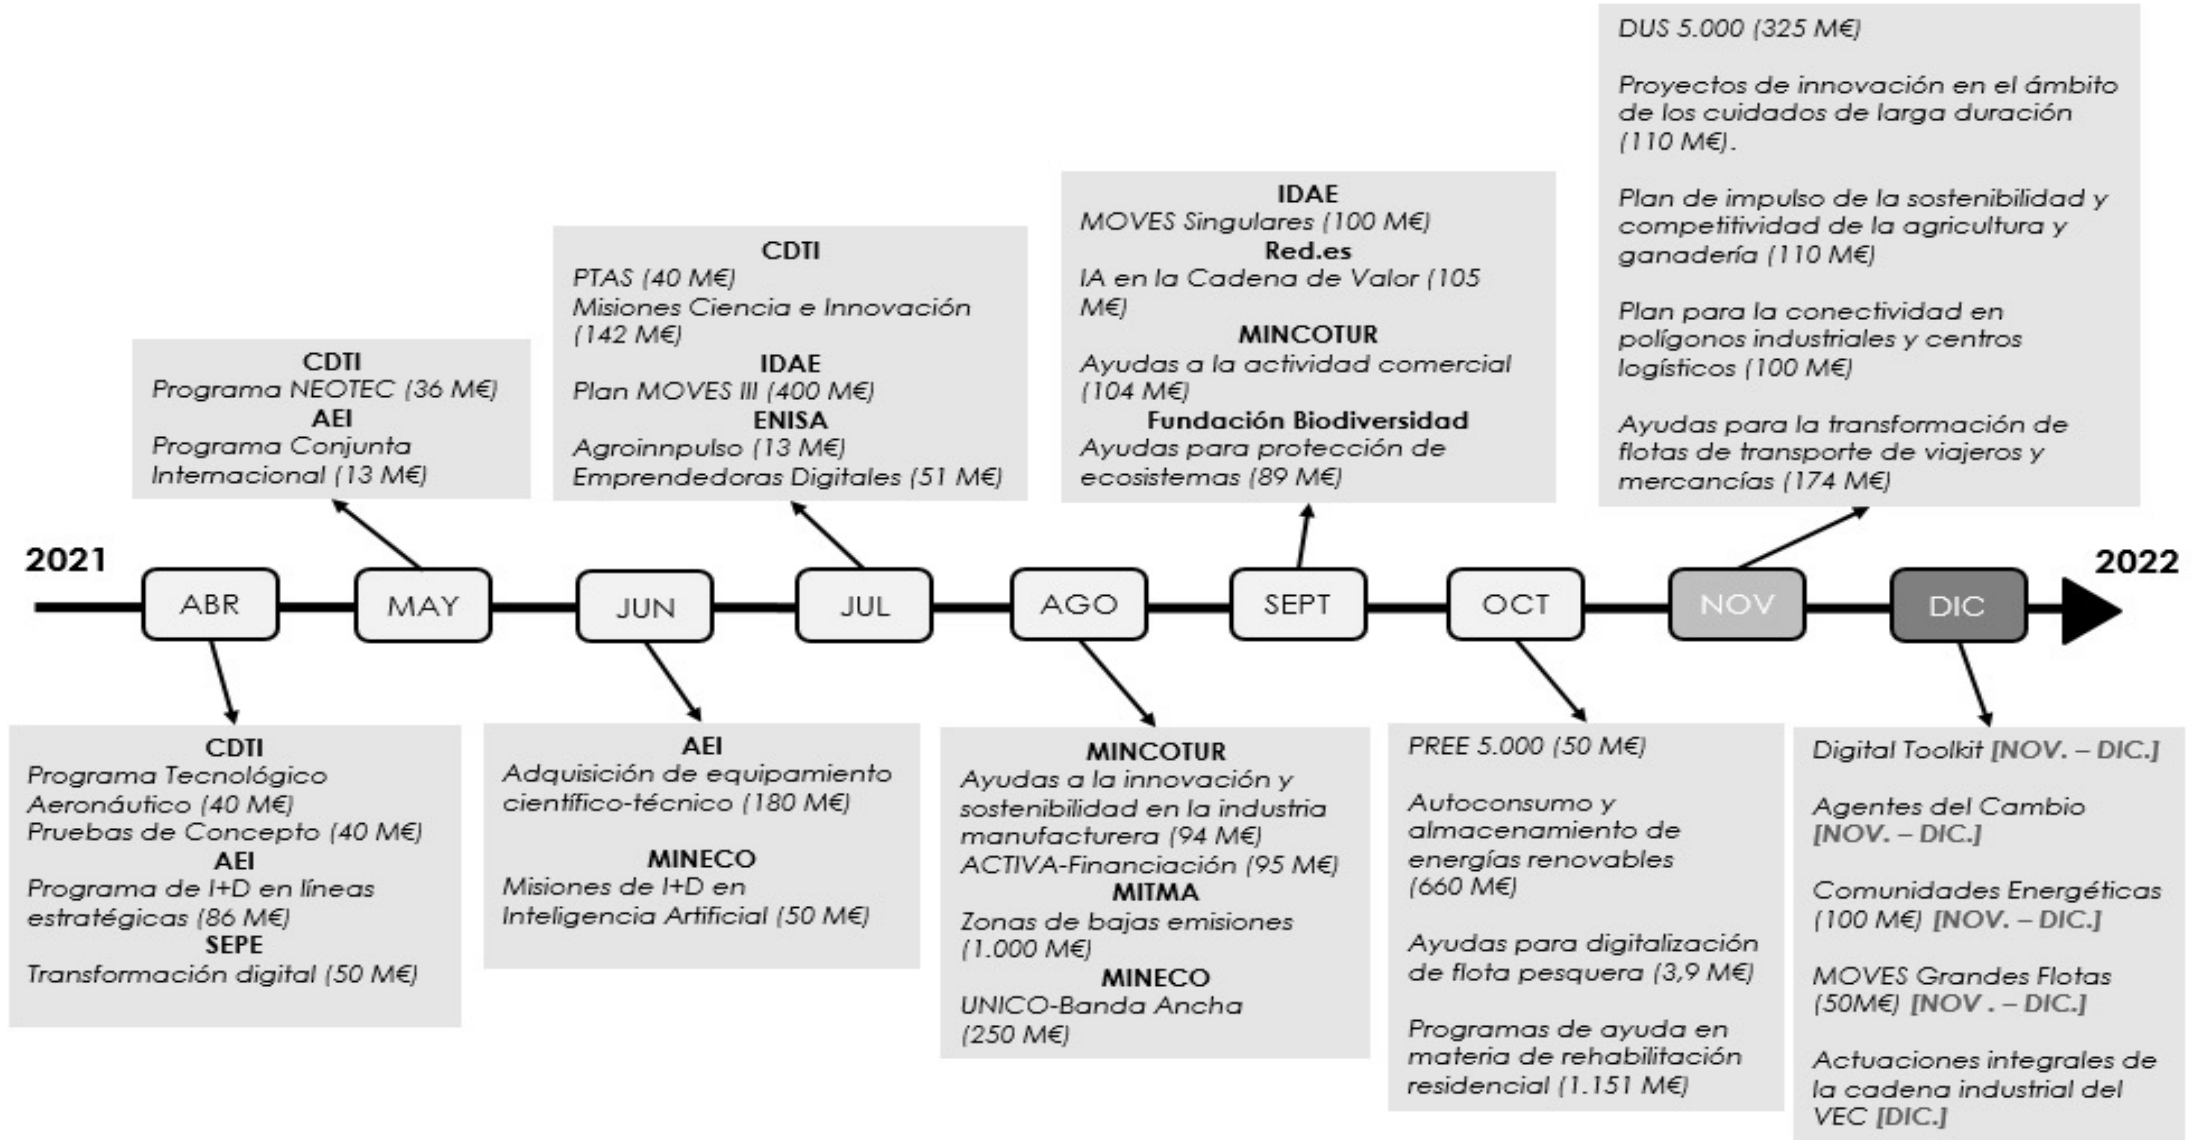 DUS 5.000 (325 M€)
Proyectos de innovación en el ámbito
de los cuidados de larga duración
(110 M€).
Plan de impulso de la sostenibilidad y
competitividad de la agricultura y
ganadería (110 M€)
Plan para la conectividad en
polígonos industriales y centros
logísticos (100 M€)
Ayudas para la transformación de
flotas de transporte de viajeros y
mercancías (174 M€)
IDAE
MOVES Singulares (100 M€)
Red.es
IA en la Cadena de Valor (105
M€)
MINCOTUR
Ayudas a la actividad comercial
(104 M€)
Fundación Biodiversidad
Ayudas para protección de
ecosistemas (89 M€)
CDTI
PTAS (40 M€)
Misiones Ciencia e Innovación
(142 M€)
IDAE
Plan MOVES III (400 M€)
ENISA
Agroinnpulso (13 M€)
Emprendedoras Digitales (51 M€)
CDTI
Programa NEOTEC (36 M€)
AEI
Programa Conjunta
Internacional (13 M€)
2021
ABR
MAY
JUN
JUL
AGO
SEPT
OCT
NOV
DIC
2022
CDTI
Programa Tecnológico
Aeronáutico (40 M€)
Pruebas de Concepto (40 M€)
AEI
Programa de I+D en líneas
estratégicas (86 M€)
SEPE
Transformación digital (50 M€)
AEI
Adquisición de equipamiento
científico-técnico (180 M€)
MINECO
Misiones de I+D en
Inteligencia Artificial (50 M€)
MINCOTUR
Ayudas a la innovación y
sostenibilidad en la industria
manufacturera (94 M€)
ACTIVA-Financiación (95 M€)
MITMA
Zonas de bajas emisiones
(1.000 M€)
MINECO
UNICO-Banda Ancha
(250 M€)
PREE 5.000 (50 M€)
Autoconsumo y
almacenamiento de
energías renovables
(660 M€)
Ayudas para digitalización
de flota pesquera (3,9 M€)
Programas de ayuda en
materia de rehabilitación
residencial (1.151 M€)
Digital Toolkit [NOV. – DIC.]
Agentes del Cambio
[NOV. – DIC.]
Comunidades Energéticas
(100 M€) [NOV. – DIC.]
MOVES Grandes Flotas
(50M€) [NOV . – DIC.]
Actuaciones integrales de
la cadena industrial del
VEC [DIC.]